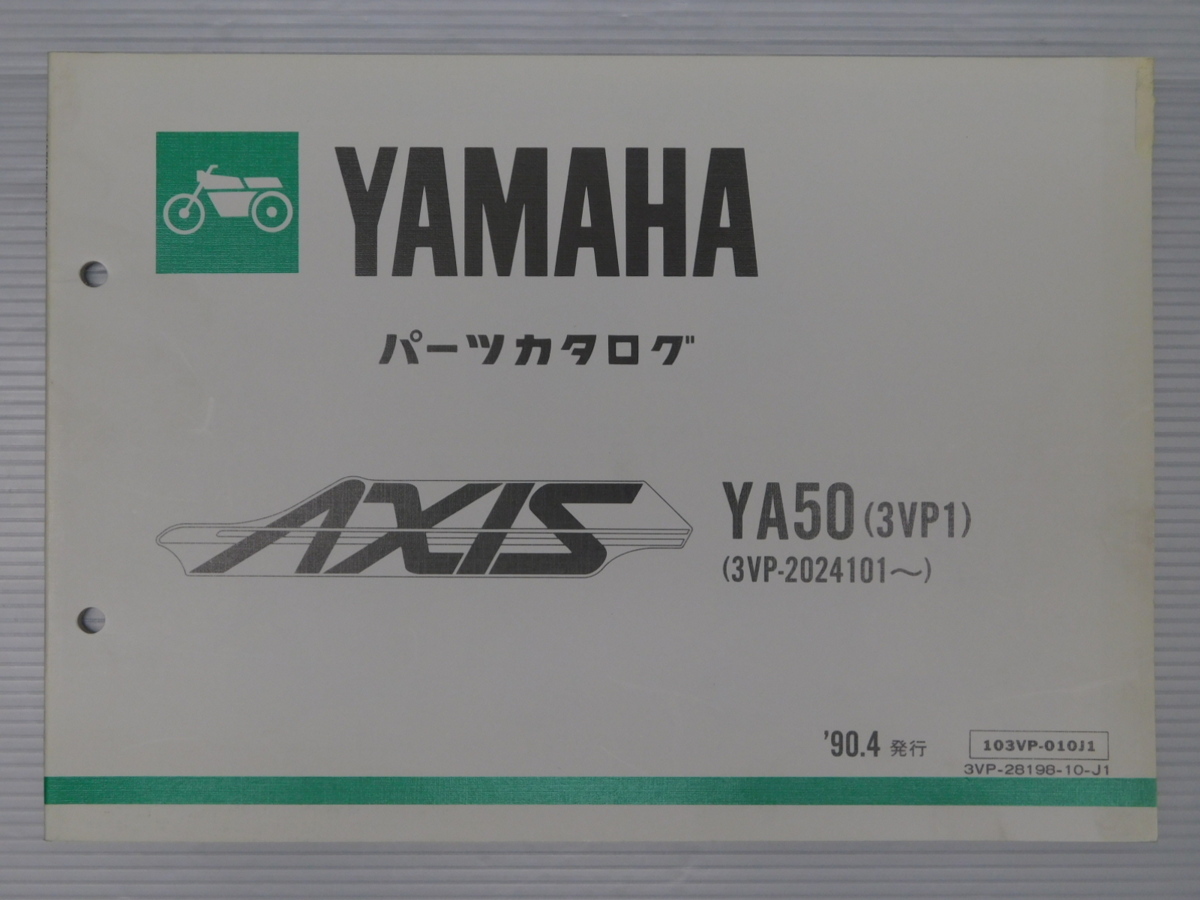 YAMAHA
パーツカタログ
AXIS YA50 (3VP1)
(3VP-2024101〜)
'90.4 発行
103VP-010J1
3VP-28198-10-J1